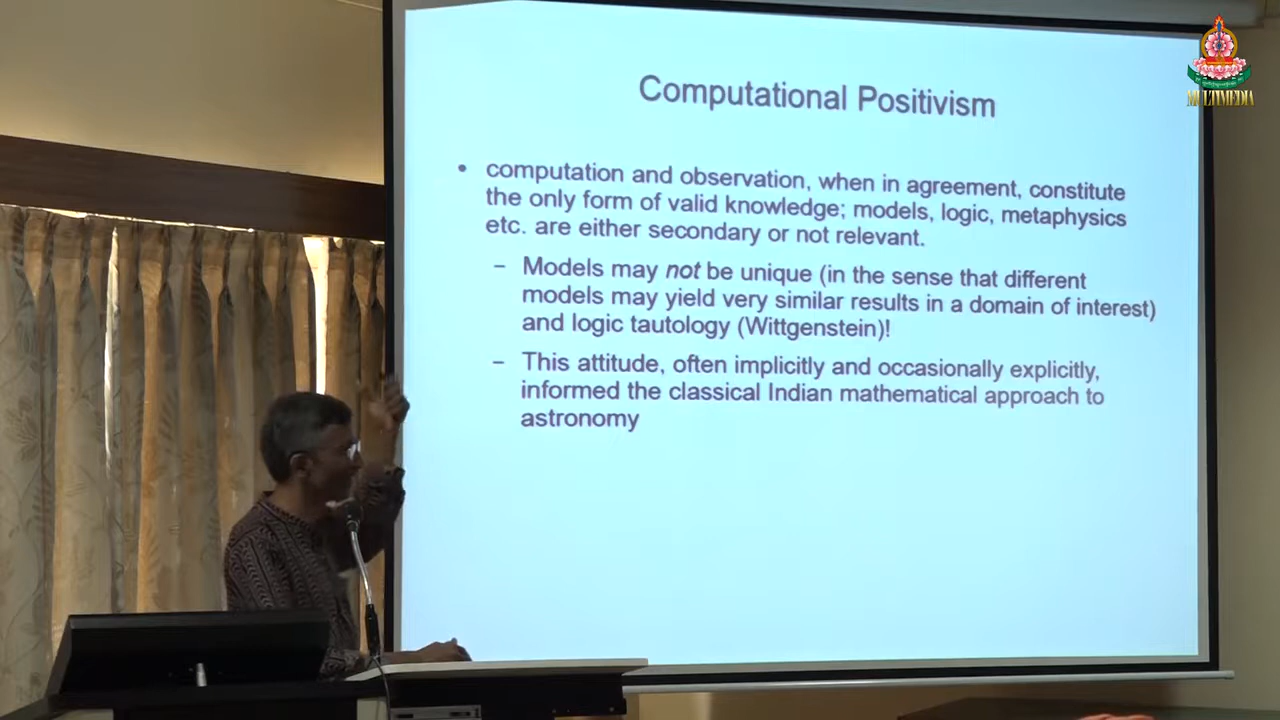 Computational Positivism
• computation and observation, when in agreement, constitute
the only form of valid knowledge; models, logic, metaphysics
etc. are either secondary or not relevant.
– Models may not be unique (in the sense that different
models may yield very similar results in a domain of interest)
and logic tautology (Wittgenstein)!
– This attitude, often implicitly and occasionally explicitly,
informed the classical Indian mathematical approach to
astronomy
MULTIMEDIA